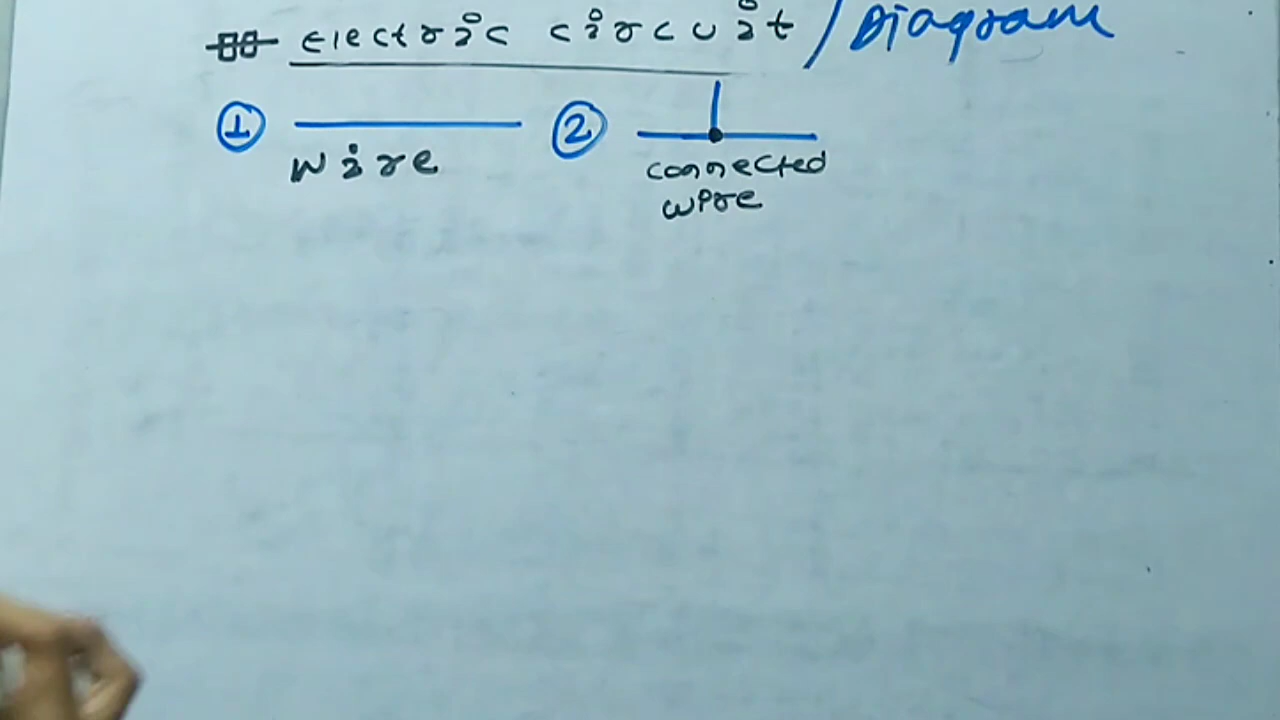 Electric circuit / Diagram
① ②
wire connected
wire